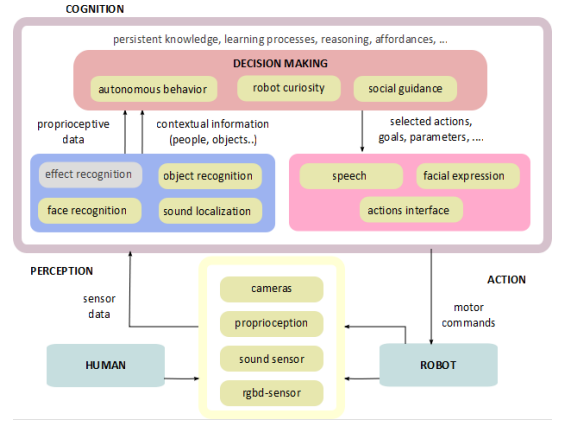 COGNITION
persistent knowledge, learning processes, reasoning, affordances, ...
DECISION MAKING
autonomous behavior
robot curiosity
social guidance
proprioceptive
data
contextual information
(people, objects..)
selected actions,
goals, parameters, ....
effect recognition
object recognition
face recognition
sound localization
speech
facial expression
actions interface
PERCEPTION
ACTION
sensor
data
cameras
proprioception
sound sensor
rgbd-sensor
motor
commands
HUMAN
ROBOT